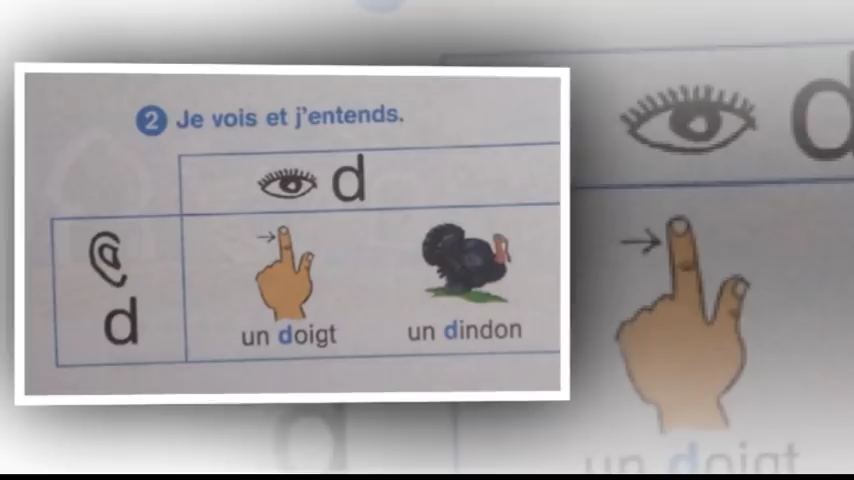 2 Je vois et j'entends.
d
d
un doigt
un dindon
d
un doigt
d